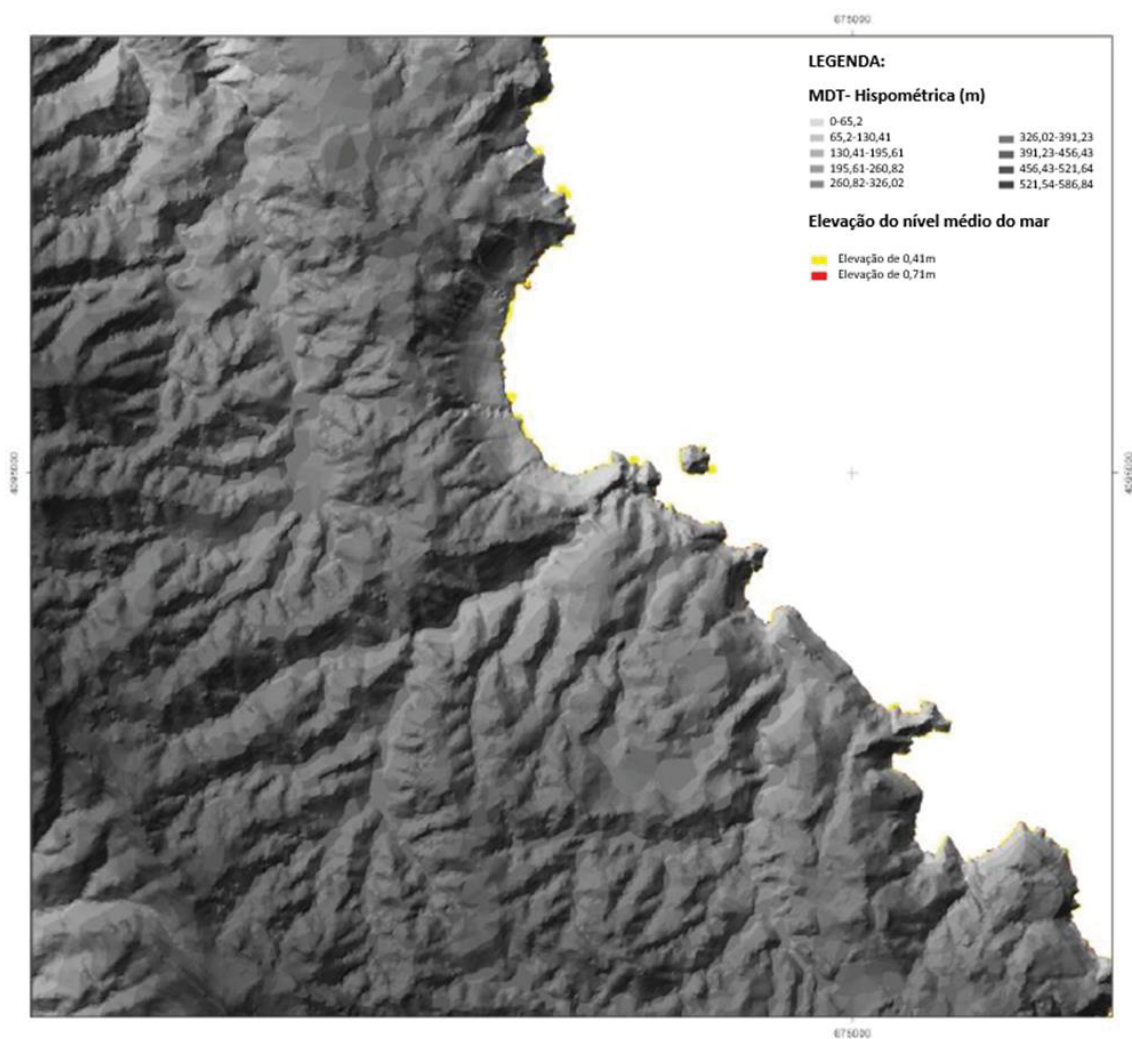 675000
LEGENDA:
MDT- Hispométrica (m)
0-65,2
65,2-130,41
130,41-195,61
195,61-260,82
260,82-326,02
326,02-391,23
391,23-456,43
456,43-521,64
521,54-586,84
Elevação do nível médio do mar
Elevação de 0,41m
Elevação de 0,71m
4095000
4095000
675000